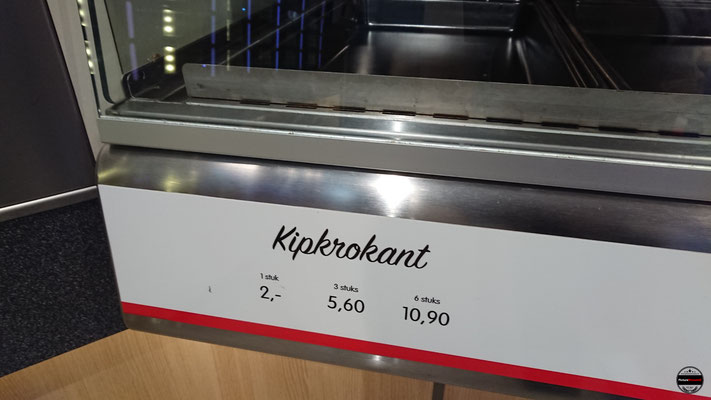 Kipkrokant
1 stuk 3 stuks 6 stuks
2,- 5,60 10,90